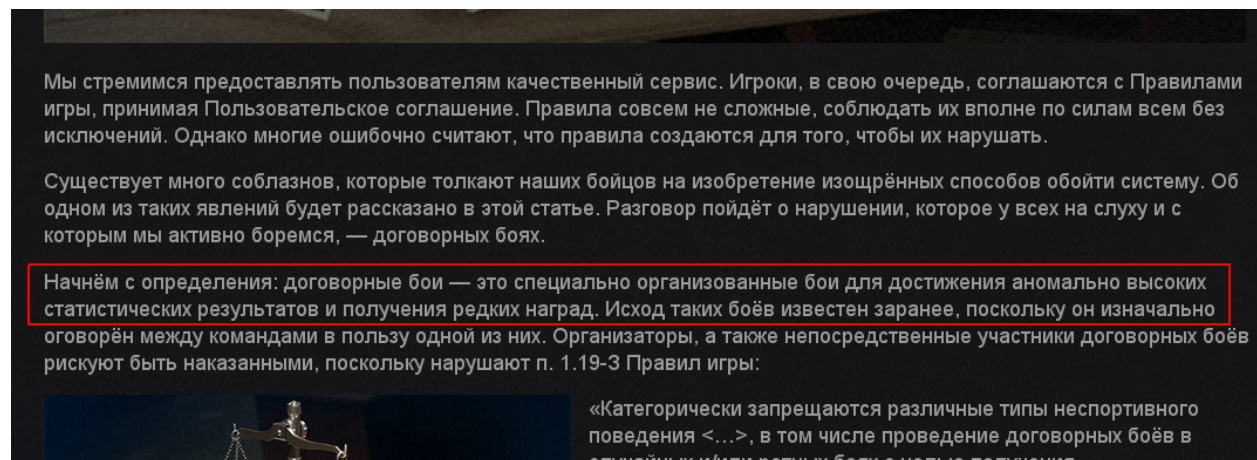 Мы стремимся предоставлять пользователям качественный сервис. Игроки, в свою очередь, соглашаются с Правилами
игры, принимая Пользовательское соглашение. Правила совсем не сложные, соблюдать их вполне по силам всем без
исключений. Однако многие ошибочно считают, что правила создаются для того, чтобы их нарушать.
Существует много соблазнов, которые толкают наших бойцов на изобретение изощрённых способов обойти систему. Об
одном из таких явлений будет рассказано в этой статье. Разговор пойдёт о нарушении, которое у всех на слуху и с
которым мы активно боремся, — договорных боях.
Начнём с определения: договорные бои — это специально организованные бои для достижения аномально высоких
статистических результатов и получения редких наград. Исход таких боёв известен заранее, поскольку он изначально
оговорён между командами в пользу одной из них. Организаторы, а также непосредственные участники договорных боёв
рискуют быть наказанными, поскольку нарушают п. 1.19-3 Правил игры:
«Категорически запрещаются различные типы неспортивного
поведения <...>, в том числе проведение договорных боёв в